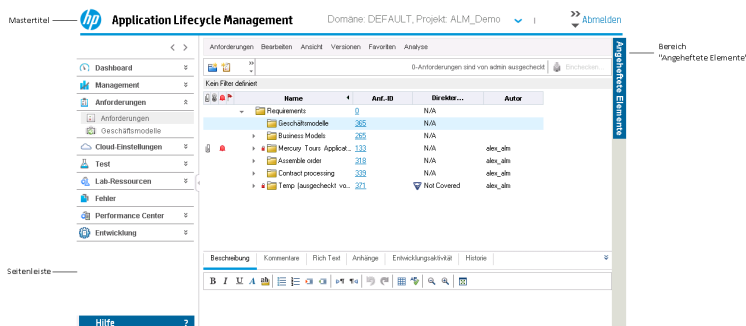 Mastertitel
hp Application Lifecycle Management
Domäne: DEFAULT, Projekt: ALM_Demo
Abmelden
Bereich
"Angeheftete Elemente"
Anforderungen Bearbeiten Ansicht Versionen Favoriten Analyse
0-Anforderungen sind von admin ausgecheckt
Einchecken...
Kein Filter definiert
Name Anf.-ID Direkter... Autor
Requirements 0 N/A
Geschäftsmodelle 365 N/A
Business Models 265 N/A
Mercury Tours Applicat... 133 N/A alex_alm
Assemble order 318 N/A alex_alm
Contract processing 339 N/A alex_alm
Temp (ausgecheckt vo... 371 Not Covered alex_alm
Angeheftete Elemente
Dashboard
Management
Anforderungen
Anforderungen
Geschäftsmodelle
Cloud-Einstellungen
Test
Lab-Ressourcen
Fehler
Performance Center
Entwicklung
Seitenleiste
Beschreibung Kommentare Rich Text Anhänge Entwicklungsaktivität Historie
B I U A ab
Hilfe ?